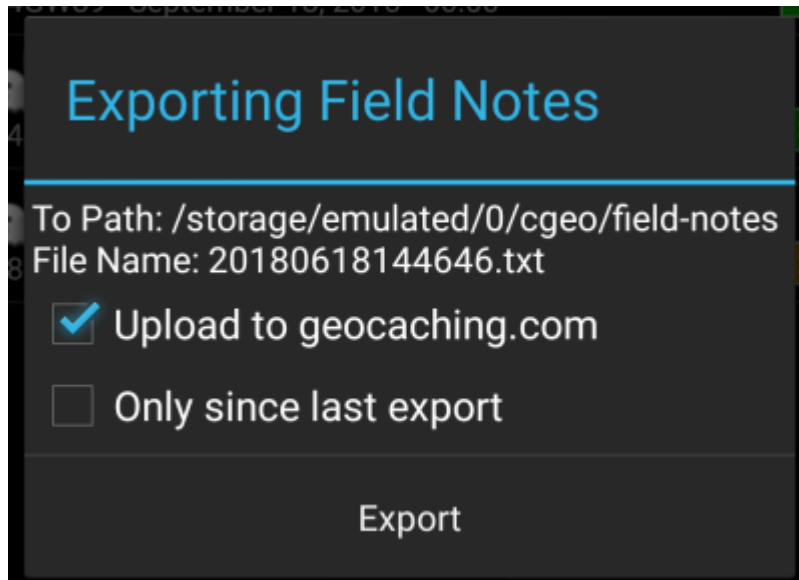 Exporting Field Notes
To Path: /storage/emulated/0/cgeo/field-notes
File Name: 20180618144646.txt
Upload to geocaching.com
Only since last export
Export